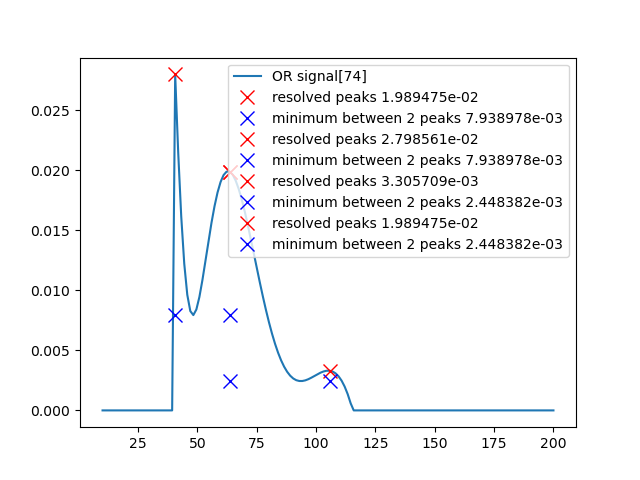 OR signal[74]
resolved peaks 1.989475e-02
minimum between 2 peaks 7.938978e-03
resolved peaks 2.798561e-02
minimum between 2 peaks 7.938978e-03
resolved peaks 3.305709e-03
minimum between 2 peaks 2.448382e-03
resolved peaks 1.989475e-02
minimum between 2 peaks 2.448382e-03
0.025
0.020
0.015
0.010
0.005
0.000
25 50 75 100 125 150 175 200